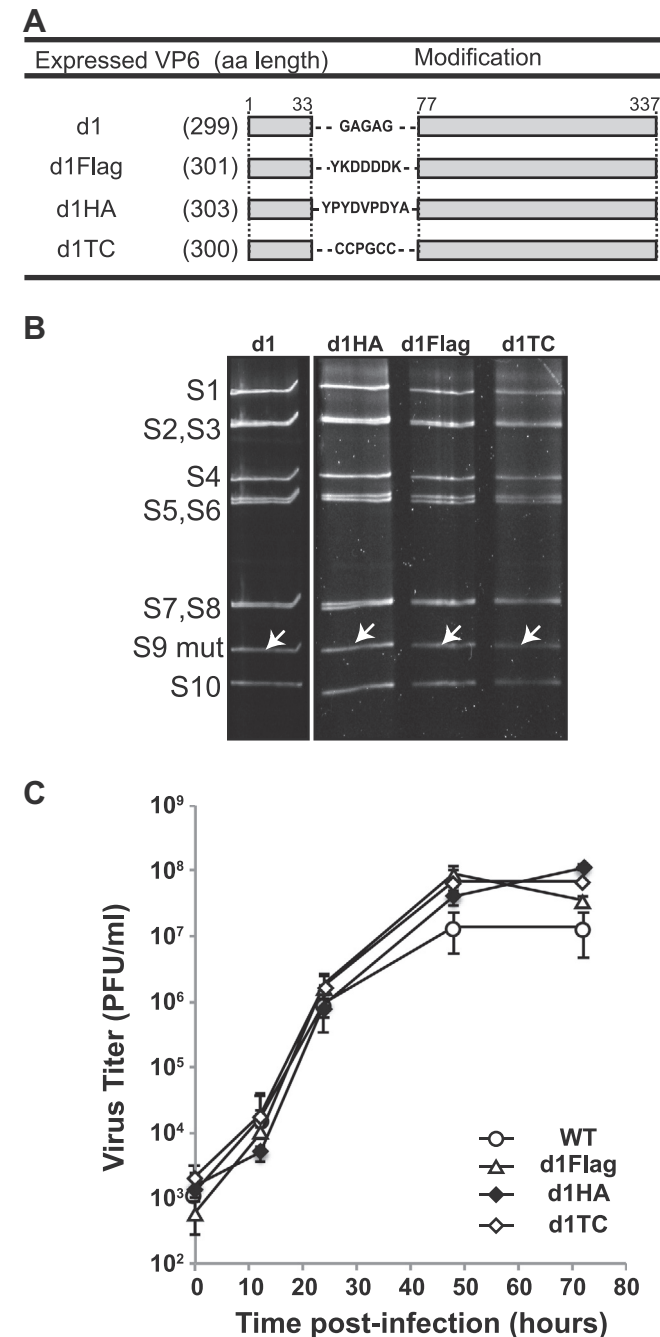 A
Expressed VP6 (aa length) Modification
1 33 77 337
d1 (299) -- GAGAG --
d1Flag (301) --YKDDDDK--
d1HA (303) -YPYDVPDYA-
d1TC (300) --CCPGCC--
B
d1 d1HA d1Flag d1TC
S1
S2,S3
S4
S5,S6
S7,S8
S9 mut
S10
C
10⁹
10⁸
10⁷
10⁶
10⁵
10⁴
10³
10²
Virus Titer (PFU/ml)
WT
d1Flag
d1HA
d1TC
0 10 20 30 40 50 60 70 80
Time post-infection (hours)